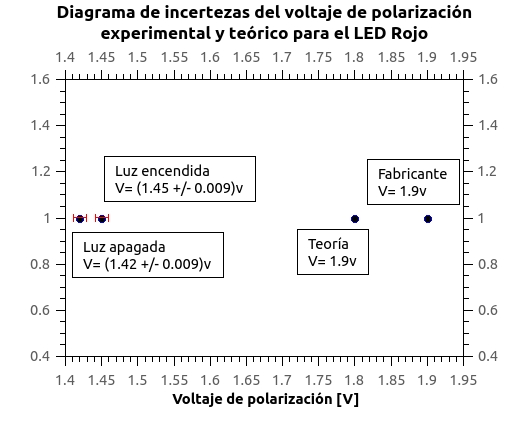 Diagrama de incertezas del voltaje de polarización
experimental y teórico para el LED Rojo
1.4 1.45 1.5 1.55 1.6 1.65 1.7 1.75 1.8 1.85 1.9 1.95
1.6 1.6
1.4 1.4
1.2 1.2
Luz encendida
V= (1.45 +/- 0.009)v
Fabricante
V= 1.9v
1 1
Luz apagada
V= (1.42 +/- 0.009)v
Teoría
V= 1.9v
0.8 0.8
0.6 0.6
0.4 0.4
1.4 1.45 1.5 1.55 1.6 1.65 1.7 1.75 1.8 1.85 1.9 1.95
Voltaje de polarización [V]